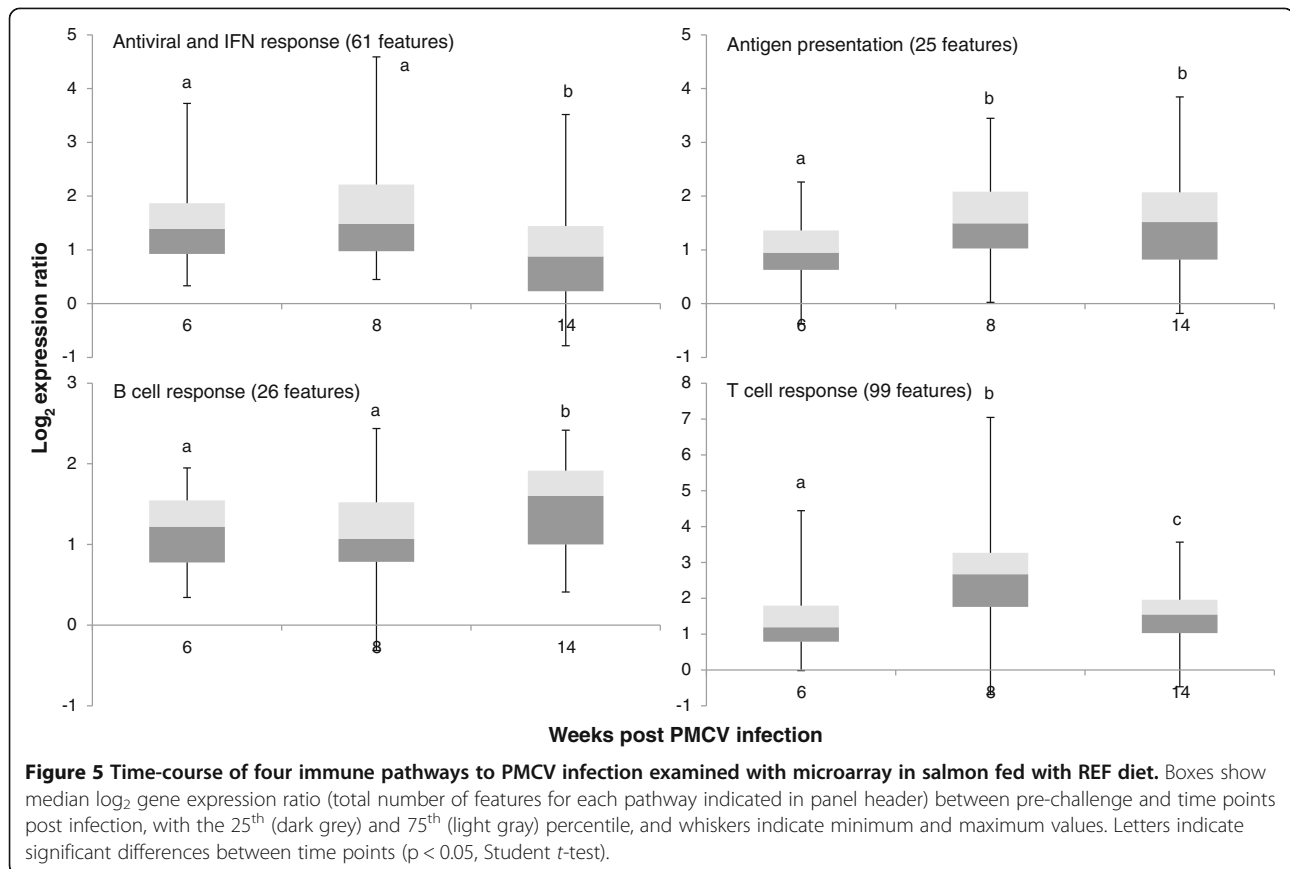 Antiviral and IFN response (61 features)
5
4
3
2
1
0
-1
a
a
b
6
8
14
Antigen presentation (25 features)
5
4
3
2
1
0
-1
a
b
b
6
8
14
B cell response (26 features)
3
2
1
0
-1
a
a
b
6
8
14
T cell response (99 features)
8
7
6
5
4
3
2
1
0
-1
a
b
c
6
8
14
Log₂ expression ratio
Weeks post PMCV infection
Figure 5 Time-course of four immune pathways to PMCV infection examined with microarray in salmon fed with REF diet. Boxes show
median log₂ gene expression ratio (total number of features for each pathway indicated in panel header) between pre-challenge and time points
post infection, with the 25th (dark grey) and 75th (light gray) percentile, and whiskers indicate minimum and maximum values. Letters indicate
significant differences between time points (p < 0.05, Student t-test).